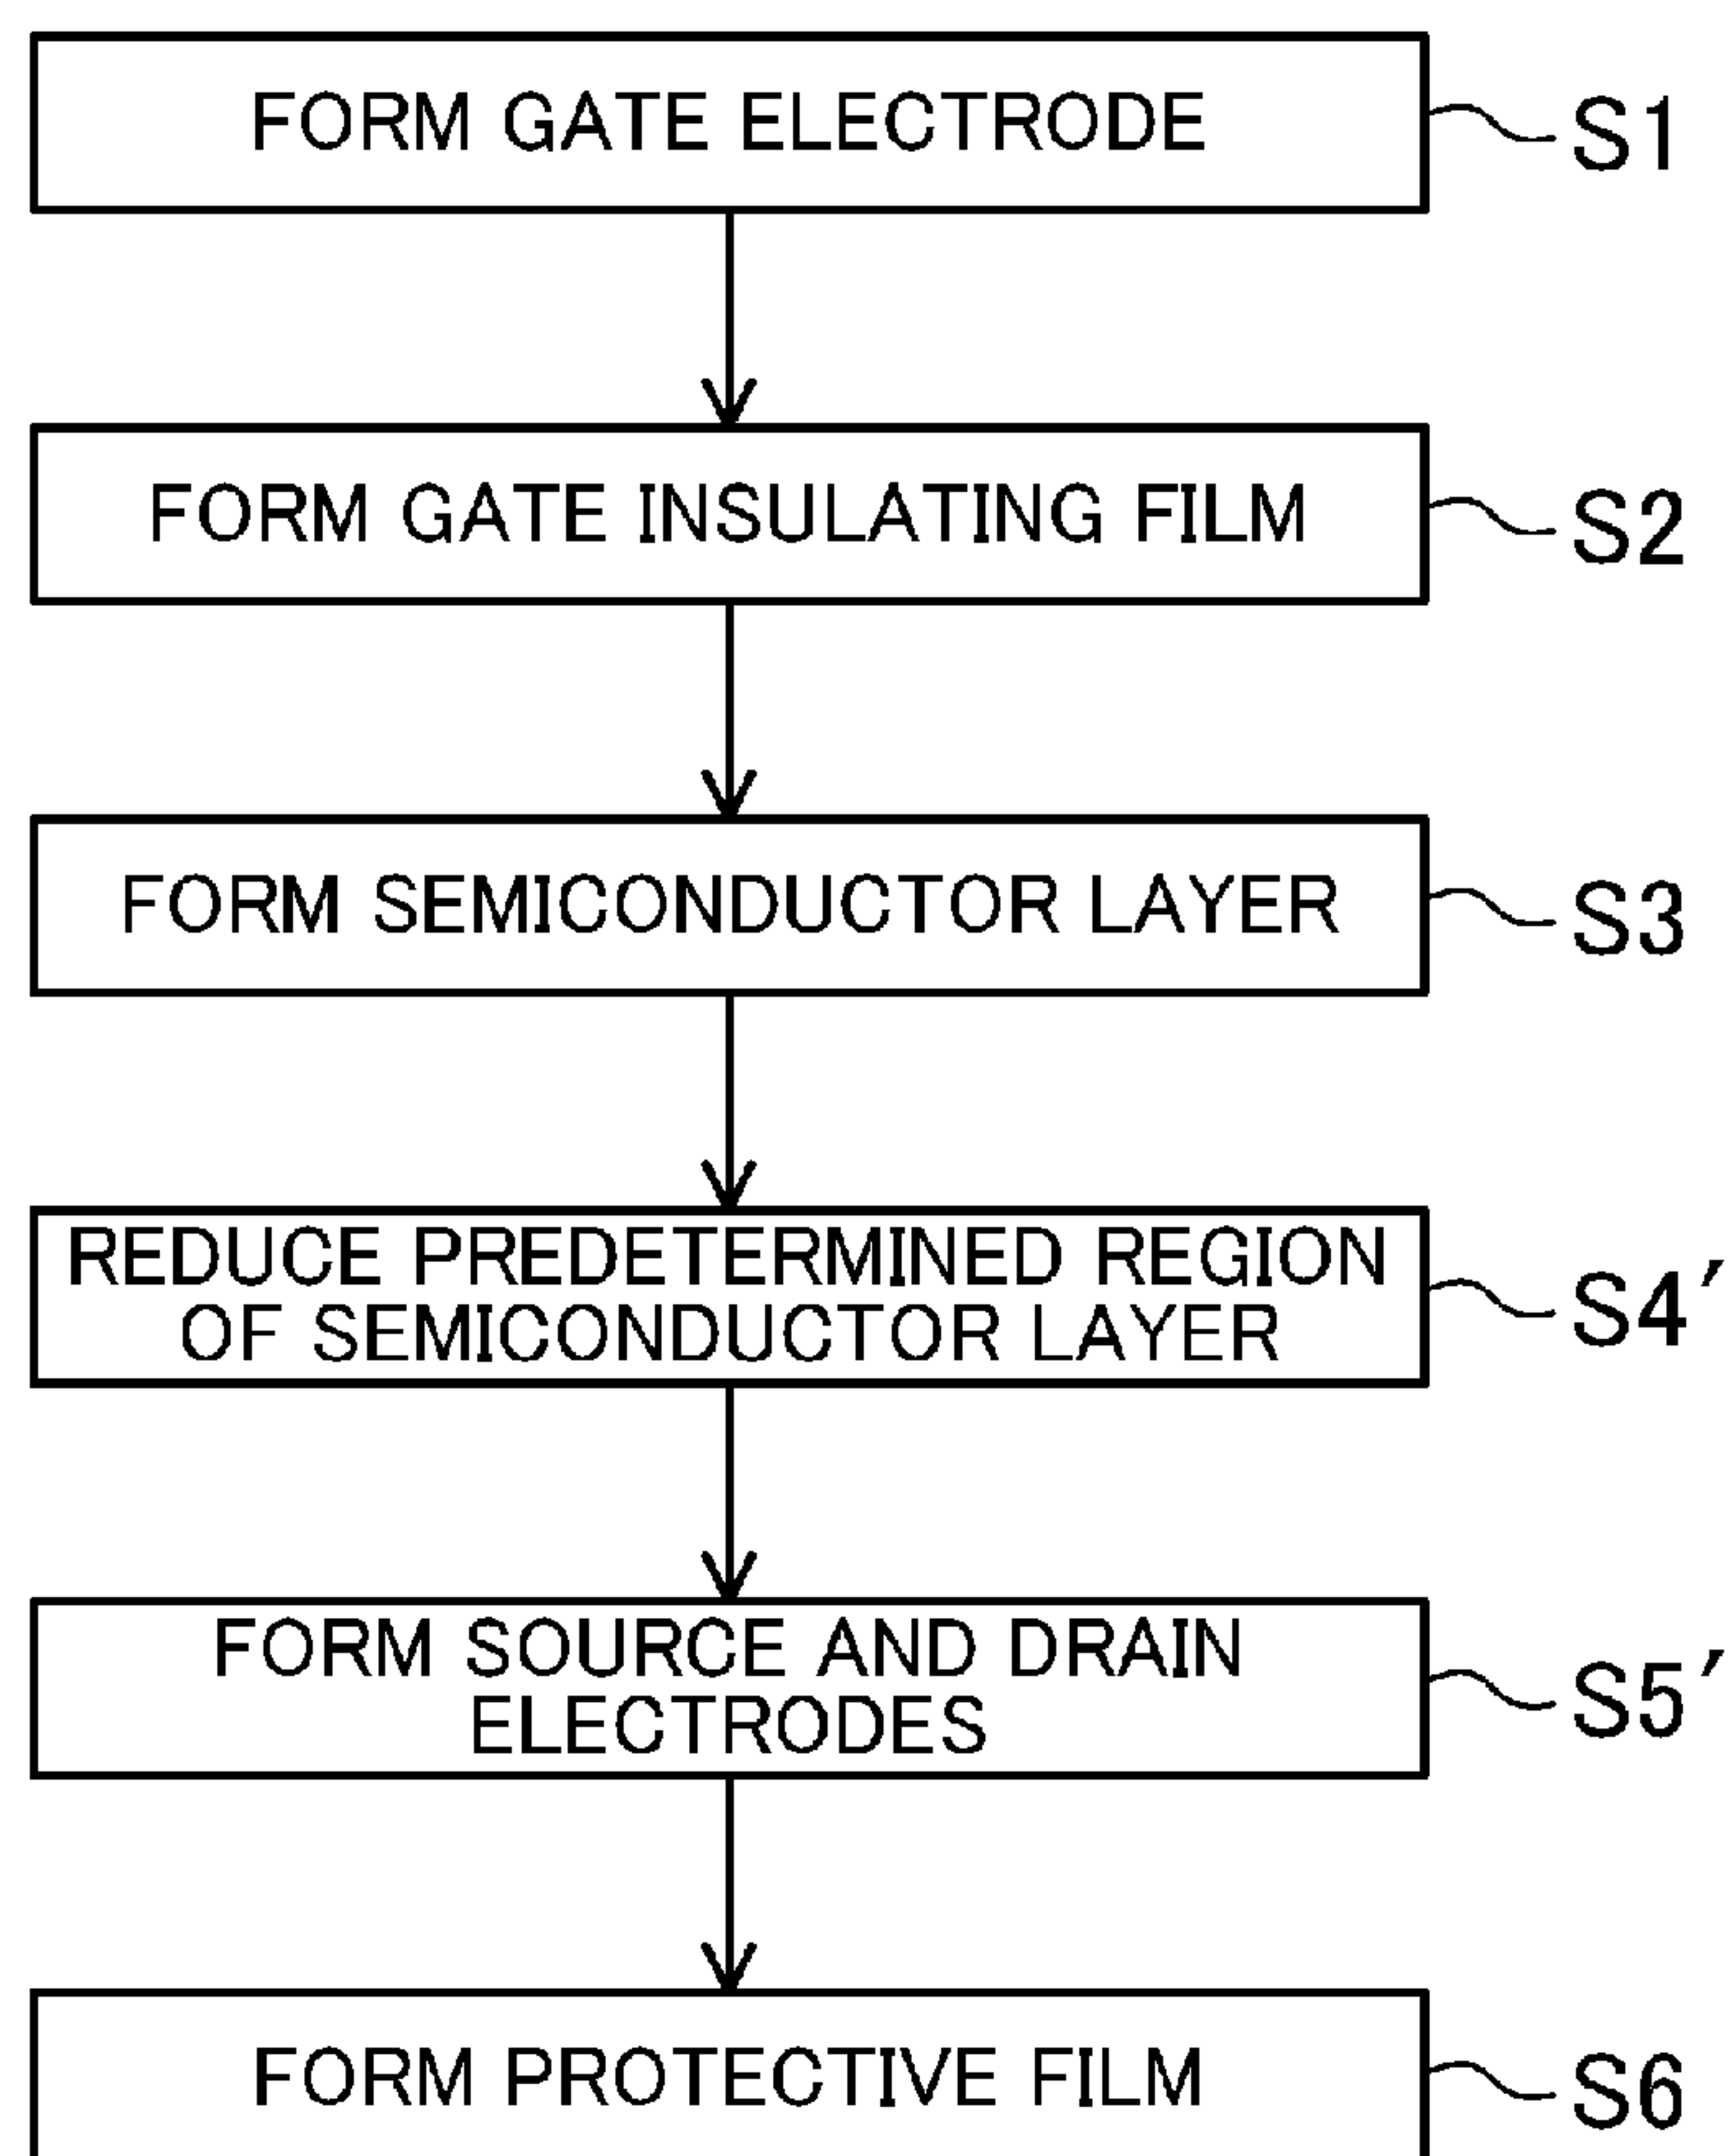 FORM GATE ELECTRODE
S1
FORM GATE INSULATING FILM
S2
FORM SEMICONDUCTOR LAYER
S3
REDUCE PREDETERMINED REGION
OF SEMICONDUCTOR LAYER
S4'
FORM SOURCE AND DRAIN
ELECTRODES
S5'
FORM PROTECTIVE FILM
S6